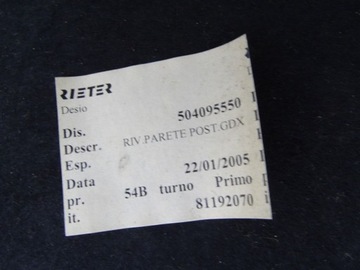 RIETER
Desio
Dis. 504095550
Descr. RIV PARETE POST GDX
Esp.
Data 22/01/2005
pr. 54B turno Primo
it. 81192070